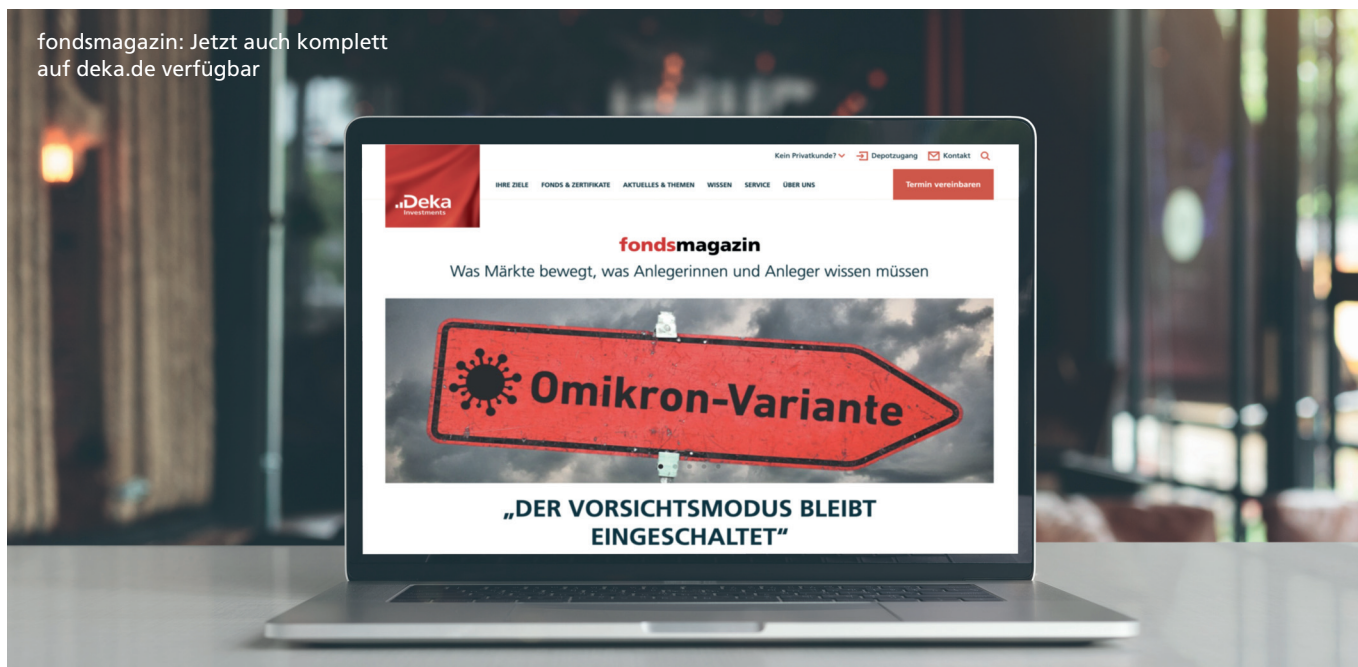 fondsmagazin: Jetzt auch komplett
auf deka.de verfügbar
Kein Privatkunde? Depotzugang Kontakt
IHRE ZIELE FONDS & ZERTIFIKATE AKTUELLES & THEMEN WISSEN SERVICE ÜBER UNS Termin vereinbaren
Deka
Investments
fondsmagazin
Was Märkte bewegt, was Anlegerinnen und Anleger wissen müssen
Omikron-Variante
„DER VORSICHTSMODUS BLEIBT
EINGESCHALTET“